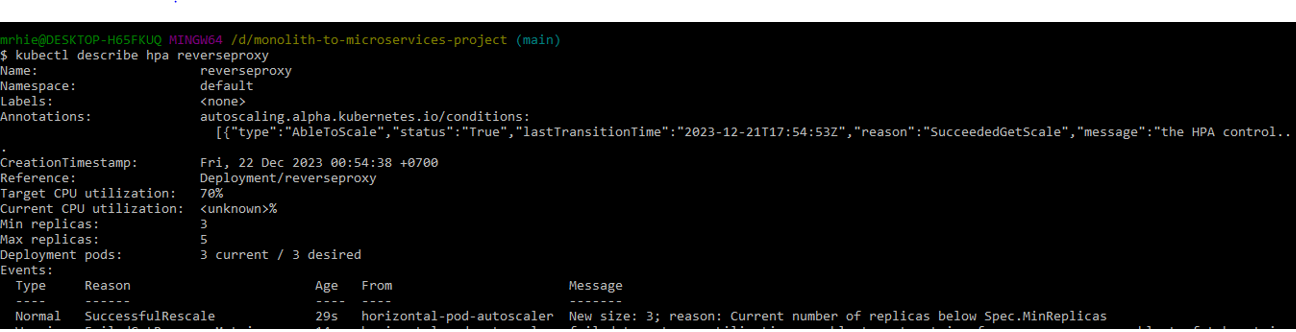 mrhie@DESKTOP-H65FKUQ MINGW64 /d/monolith-to-microservices-project (main)
$ kubectl describe hpa reverseproxy
Name: reverseproxy
Namespace: default
Labels: <none>
Annotations: autoscaling.alpha.kubernetes.io/conditions:
[{"type":"AbleToScale","status":"True","lastTransitionTime":"2023-12-21T17:54:53Z","reason":"SucceededGetScale","message":"the HPA control..
.
CreationTimestamp: Fri, 22 Dec 2023 00:54:38 +0700
Reference: Deployment/reverseproxy
Target CPU utilization: 70%
Current CPU utilization: <unknown>%
Min replicas: 3
Max replicas: 5
Deployment pods: 3 current / 3 desired
Events:
Type Reason Age From Message
---- ------ ---- ---- -------
Normal SuccessfulRescale 29s horizontal-pod-autoscaler New size: 3; reason: Current number of replicas below Spec.MinReplicas